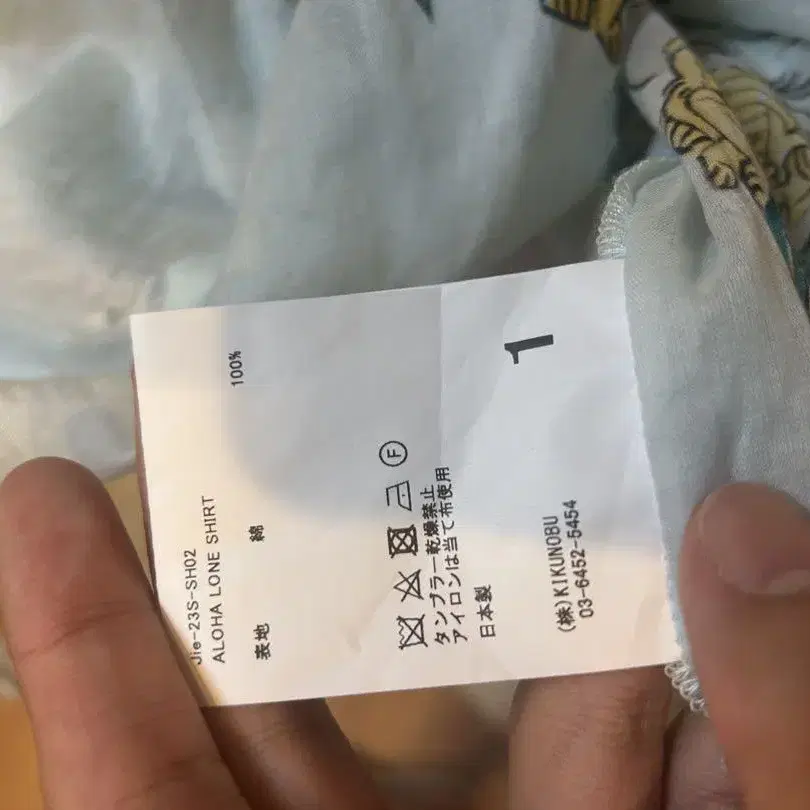 Jie-23S-SH02
ALOHA LONE SHIRT
表地 綿 100%
F
タンブラー乾燥禁止
アイロンは当て布使用
日本製
(株)KIKUNOBU
03-6452-5454
1